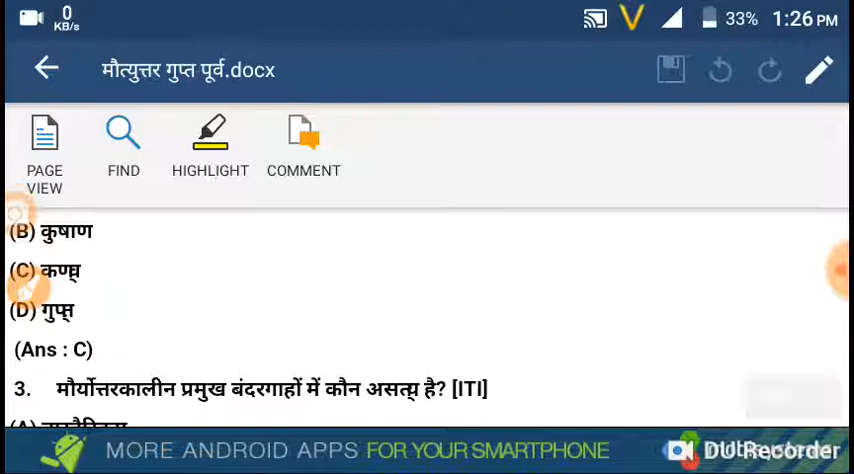 0
KB/s
33% 1:26 PM
मौत्युत्तर गुप्त पूर्व.docx
PAGE VIEW
FIND
HIGHLIGHT
COMMENT
(B) कुषाण
(C) कण्व
(D) गुप्त
(Ans : C)
3. मौर्योत्तरकालीन प्रमुख बंदरगाहों में कौन असत्य है? [ITI]
(A)
MORE ANDROID APPS FOR YOUR SMARTPHONE
DU Recorder